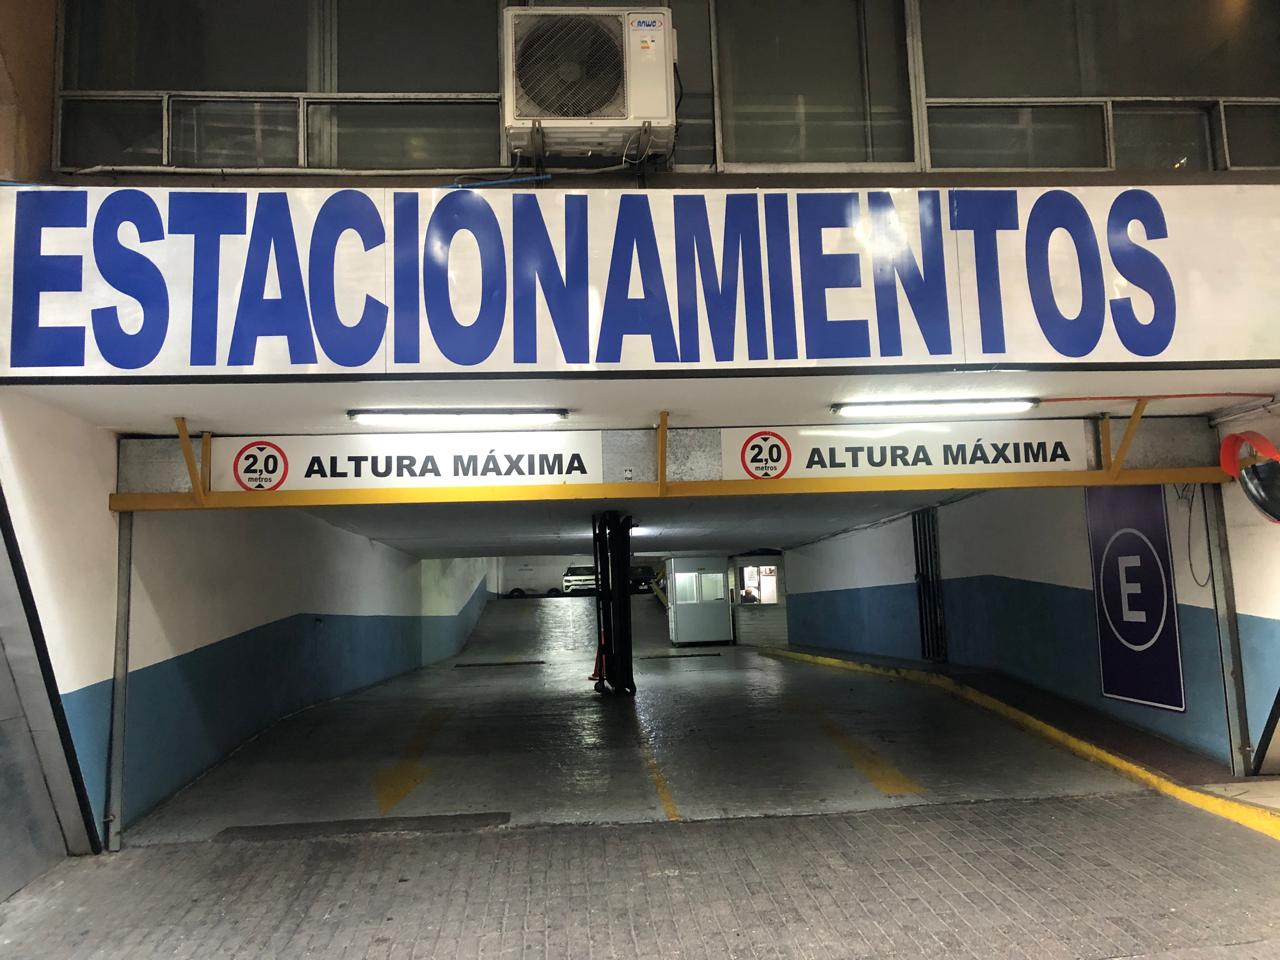 ESTACIONAMIENTOS
2,0 metros ALTURA MÁXIMA
2,0 metros ALTURA MÁXIMA
E